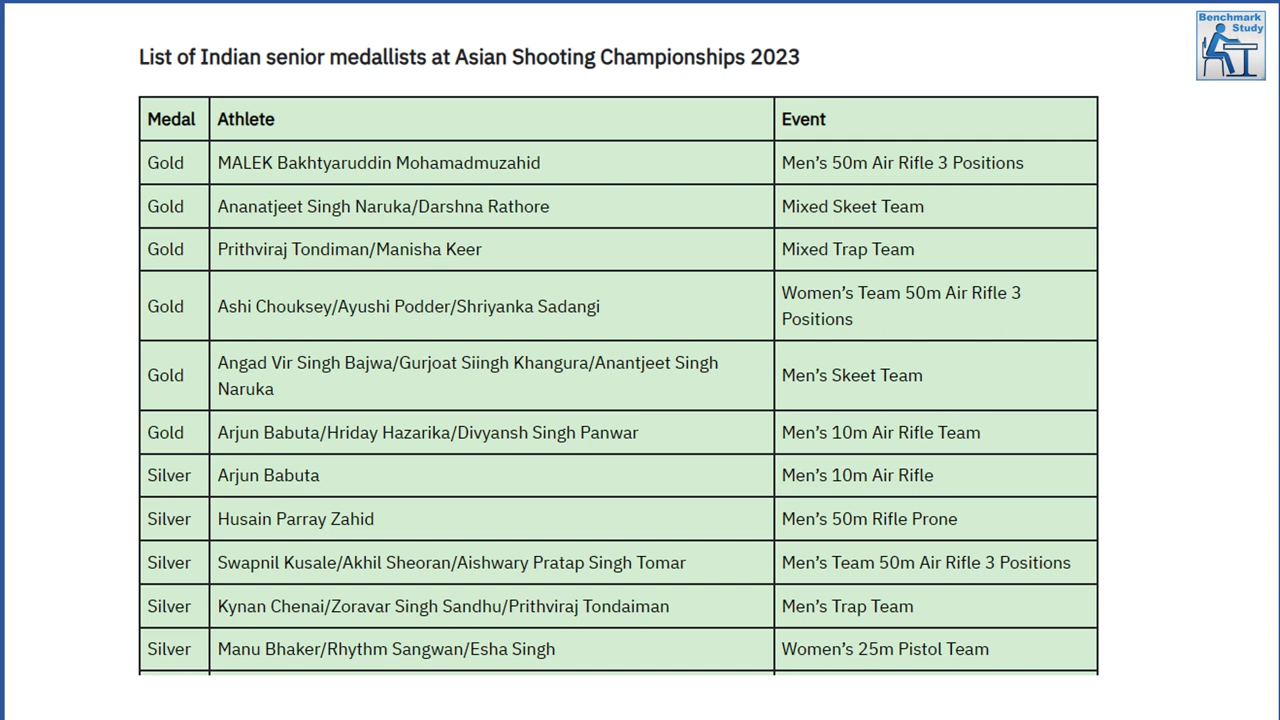 Benchmark
Study
List of Indian senior medallists at Asian Shooting Championships 2023
Medal Athlete Event
Gold MALEK Bakhtyaruddin Mohamadmuzahid Men’s 50m Air Rifle 3 Positions
Gold Ananatjeet Singh Naruka/Darshna Rathore Mixed Skeet Team
Gold Prithviraj Tondiman/Manisha Keer Mixed Trap Team
Gold Ashi Chouksey/Ayushi Podder/Shriyanka Sadangi Women’s Team 50m Air Rifle 3
Positions
Gold Angad Vir Singh Bajwa/Gurjoat Siingh Khangura/Anantjeet Singh
Naruka Men’s Skeet Team
Gold Arjun Babuta/Hriday Hazarika/Divyansh Singh Panwar Men’s 10m Air Rifle Team
Silver Arjun Babuta Men’s 10m Air Rifle
Silver Husain Parray Zahid Men’s 50m Rifle Prone
Silver Swapnil Kusale/Akhil Sheoran/Aishwary Pratap Singh Tomar Men’s Team 50m Air Rifle 3 Positions
Silver Kynan Chenai/Zoravar Singh Sandhu/Prithviraj Tondaiman Men’s Trap Team
Silver Manu Bhaker/Rhythm Sangwan/Esha Singh Women’s 25m Pistol Team